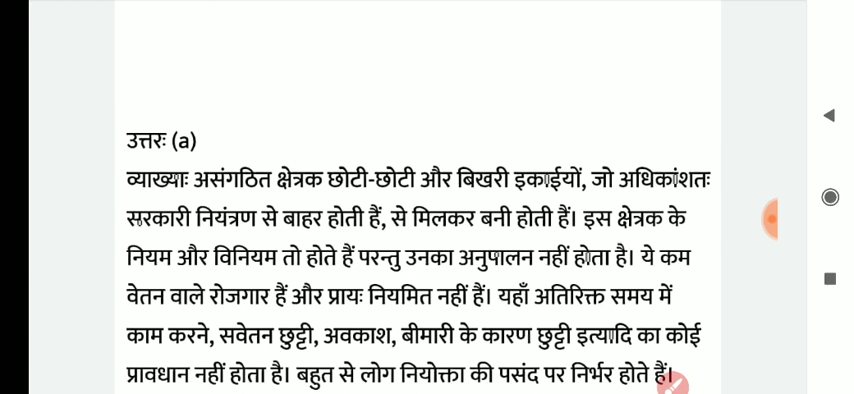 उत्तरः (a)
व्याख्याः असंगठित क्षेत्रक छोटी-छोटी और बिखरी इकाईयों, जो अधिकांशतः
सरकारी नियंत्रण से बाहर होती हैं, से मिलकर बनी होती हैं। इस क्षेत्रक के
नियम और विनियम तो होते हैं परन्तु उनका अनुपालन नहीं होता है। ये कम
वेतन वाले रोजगार हैं और प्रायः नियमित नहीं हैं। यहाँ अतिरिक्त समय में
काम करने, सवेतन छुट्टी, अवकाश, बीमारी के कारण छुट्टी इत्यादि का कोई
प्रावधान नहीं होता है। बहुत से लोग नियोक्ता की पसंद पर निर्भर होते हैं।